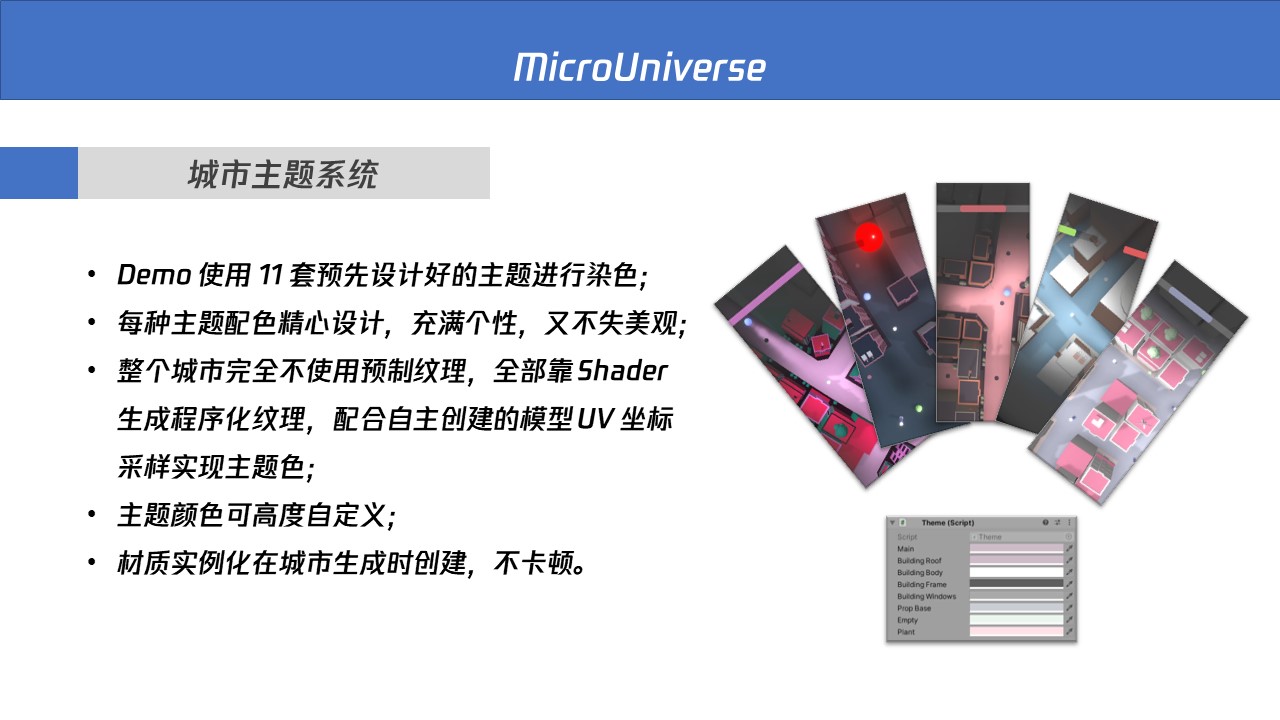 MicroUniverse
城市主题系统
• Demo 使用 11 套预先设计好的主题进行染色；
• 每种主题配色精心设计，充满个性，又不失美观；
• 整个城市完全不使用预制纹理，全部靠 Shader
生成程序化纹理，配合自主创建的模型 UV 坐标
采样实现主题色；
• 主题颜色可高度自定义；
• 材质实例化在城市生成时创建，不卡顿。
Theme (Script)
Script Theme
Main
Building Roof
Building Body
Building Frame
Building Windows
Prop Base
Empty
Plant